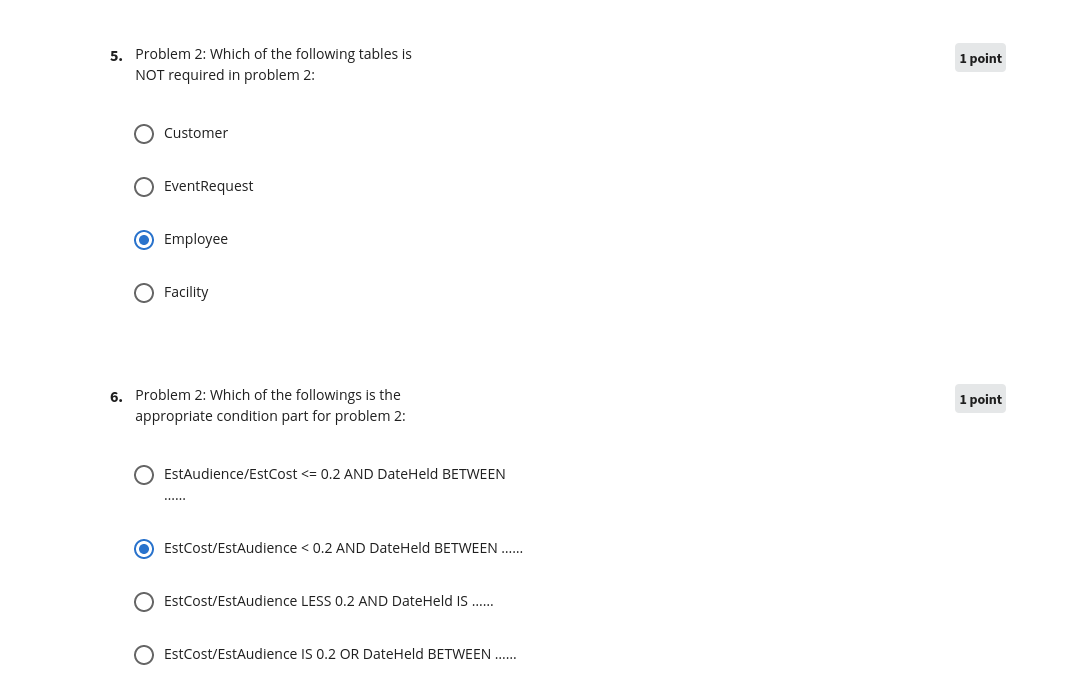 5. Problem 2: Which of the following tables is
NOT required in problem 2:
1 point
Customer
EventRequest
Employee
Facility
6. Problem 2: Which of the followings is the
appropriate condition part for problem 2:
1 point
EstAudience/EstCost <= 0.2 AND DateHeld BETWEEN
......
EstCost/EstAudience < 0.2 AND DateHeld BETWEEN ......
EstCost/EstAudience LESS 0.2 AND DateHeld IS ......
EstCost/EstAudience IS 0.2 OR DateHeld BETWEEN ......